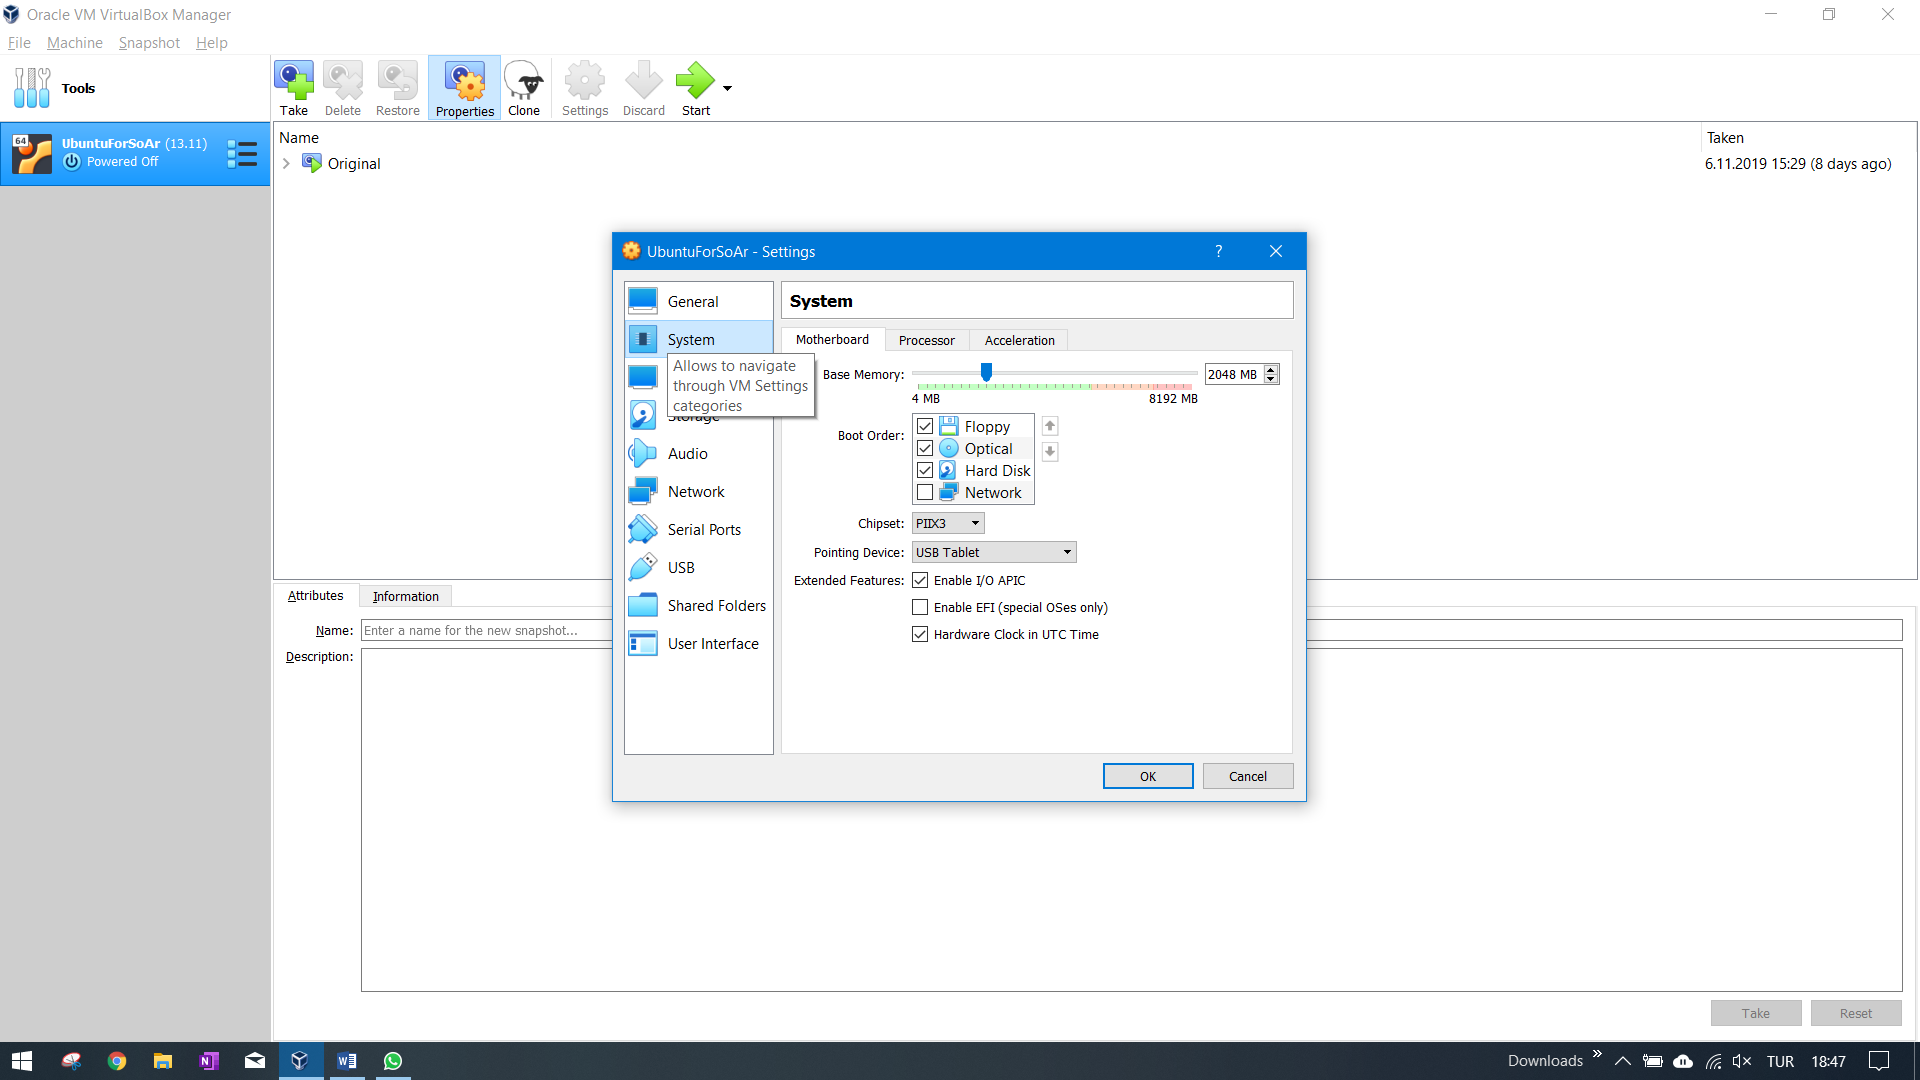 Oracle VM VirtualBox Manager
File Machine Snapshot Help
Tools
Take Delete Restore Properties Clone Settings Discard Start
64
UbuntuForSoAr (13.11)
Powered Off
Name Taken
Original 6.11.2019 15:29 (8 days ago)
UbuntuForSoAr - Settings ?
General
System
Allows to navigate
through VM Settings
categories
Storage
Audio
Network
Serial Ports
USB
Shared Folders
User Interface
System
Motherboard Processor Acceleration
Base Memory: 2048 MB
4 MB 8192 MB
Boot Order:
Floppy
Optical
Hard Disk
Network
Chipset: PIIX3
Pointing Device: USB Tablet
Extended Features: Enable I/O APIC
Enable EFI (special OSes only)
Hardware Clock in UTC Time
OK Cancel
Attributes Information
Name: Enter a name for the new snapshot...
Description:
Take Reset
Downloads TUR 18:47